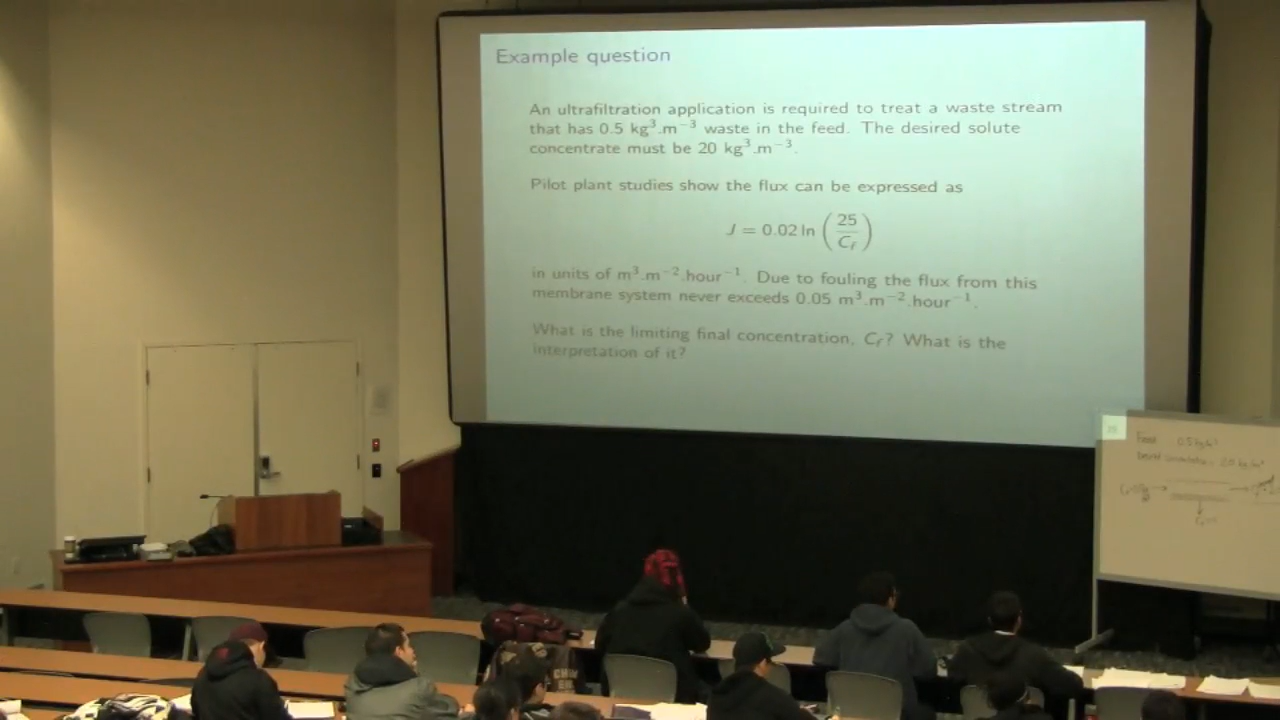 Example question
An ultrafiltration application is required to treat a waste stream
that has 0.5 kg³.m⁻³ waste in the feed. The desired solute
concentrate must be 20 kg³.m⁻³.
Pilot plant studies show the flux can be expressed as
J = 0.02 ln (25/C_f)
in units of m³.m⁻².hour⁻¹. Due to fouling the flux from this
membrane system never exceeds 0.05 m³.m⁻².hour⁻¹.
What is the limiting final concentration, C_f? What is the
interpretation of it?
Feed 0.5 kg/m³